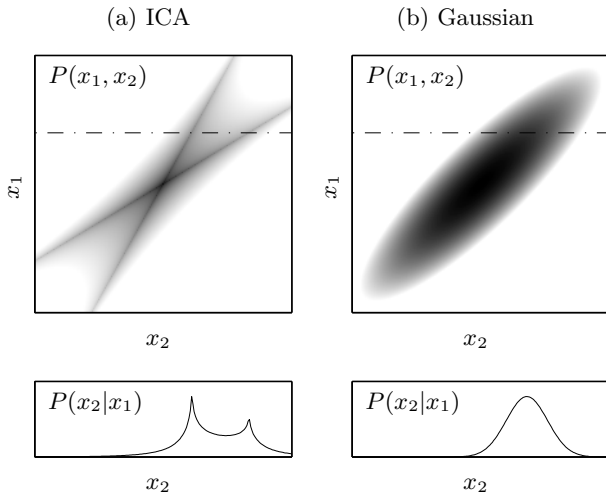 (a) ICA
(b) Gaussian
P(x₁, x₂)
P(x₁, x₂)
x₁
x₁
x₂
x₂
P(x₂|x₁)
P(x₂|x₁)
x₂
x₂